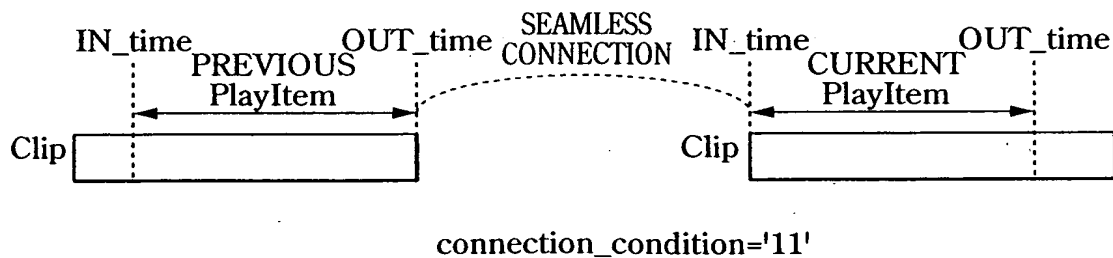 IN_time OUT_time SEAMLESS CONNECTION IN_time OUT_time
PREVIOUS PlayItem
CURRENT PlayItem
Clip
Clip
connection_condition='11'